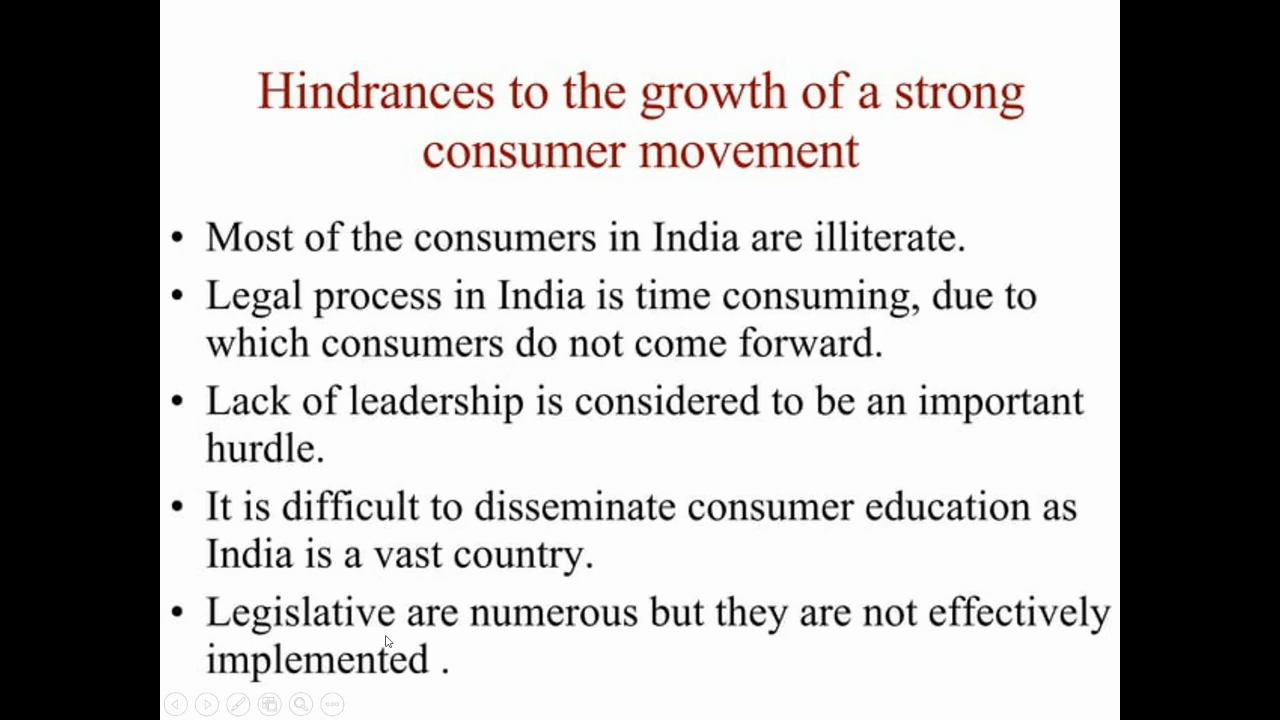 Hindrances to the growth of a strong
consumer movement
• Most of the consumers in India are illiterate.
• Legal process in India is time consuming, due to
which consumers do not come forward.
• Lack of leadership is considered to be an important
hurdle.
• It is difficult to disseminate consumer education as
India is a vast country.
• Legislative are numerous but they are not effectively
implemented .